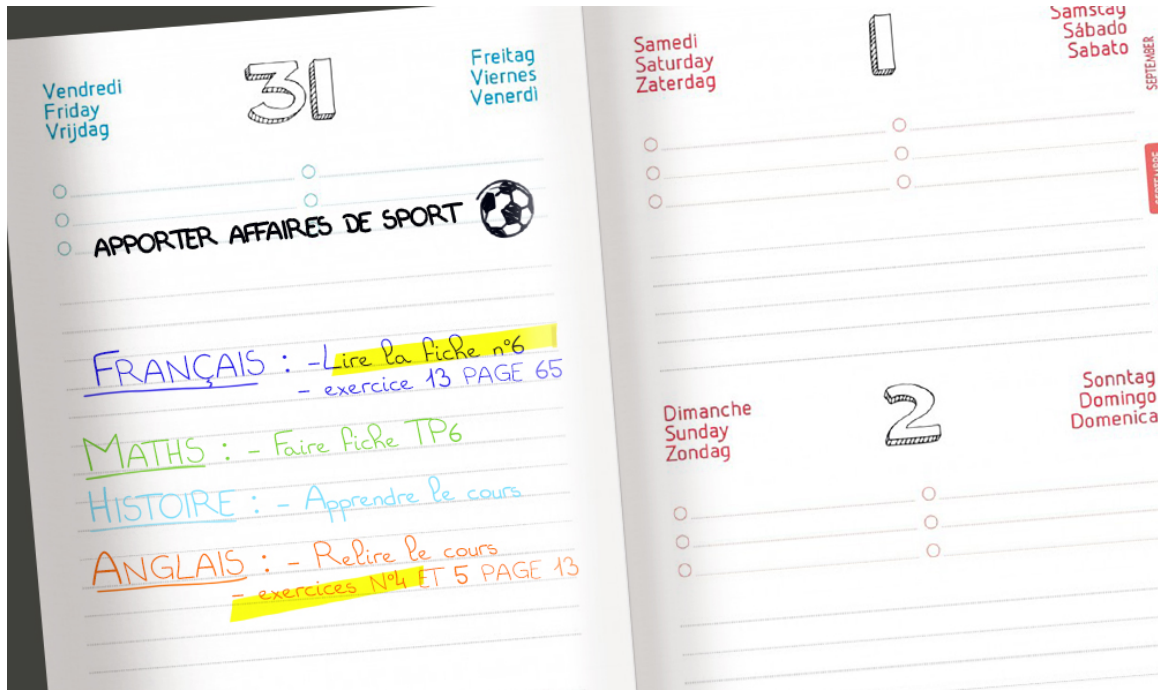 Vendredi
Friday
Vrijdag
31
Freitag
Viernes
Venerdì
APPORTER AFFAIRES DE SPORT
FRANÇAIS : - Lire la fiche n°6
- exercice 13 PAGE 65
MATHS : - Faire fiche TP6
HISTOIRE : - Apprendre le cours
ANGLAIS : - Relire le cours
- exercices N°4 ET 5 PAGE 13
Samedi
Saturday
Zaterdag
1
Samstag
Sábado
Sabato
SEPTEMBER
SEPTEMBRE
Dimanche
Sunday
Zondag
2
Sonntag
Domingo
Domenica